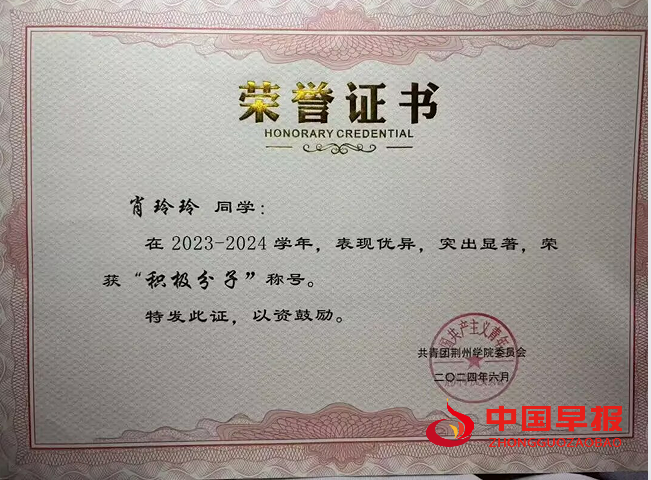 荣誉证书
HONORARY CREDENTIAL
肖玲玲 同学：
在 2023-2024 学年，表现优异，突出显著，荣
获“积极分子”称号。
特发此证，以资鼓励。
共青团荆州学院委员会
二〇二四年六月
中国早报
ZHONGGUOZAOBAO